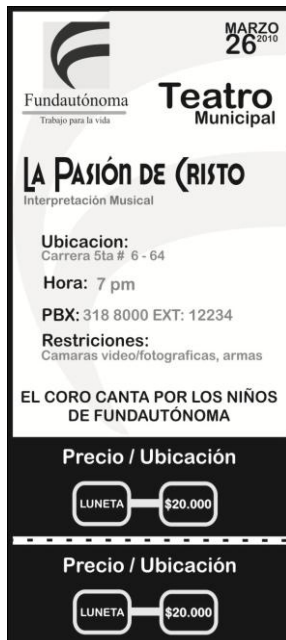 MARZO
26 2010
Fundautónoma
Trabajo para la vida
Teatro
Municipal
LA PASIÓN DE CRISTO
Interpretación Musical
Ubicacion:
Carrera 5ta # 6 - 64
Hora: 7 pm
PBX: 318 8000 EXT: 12234
Restriciones:
Camaras video/fotograficas, armas
EL CORO CANTA POR LOS NIÑOS
DE FUNDAUTÓNOMA
Precio / Ubicación
LUNETA $20.000
Precio / Ubicación
LUNETA $20.000